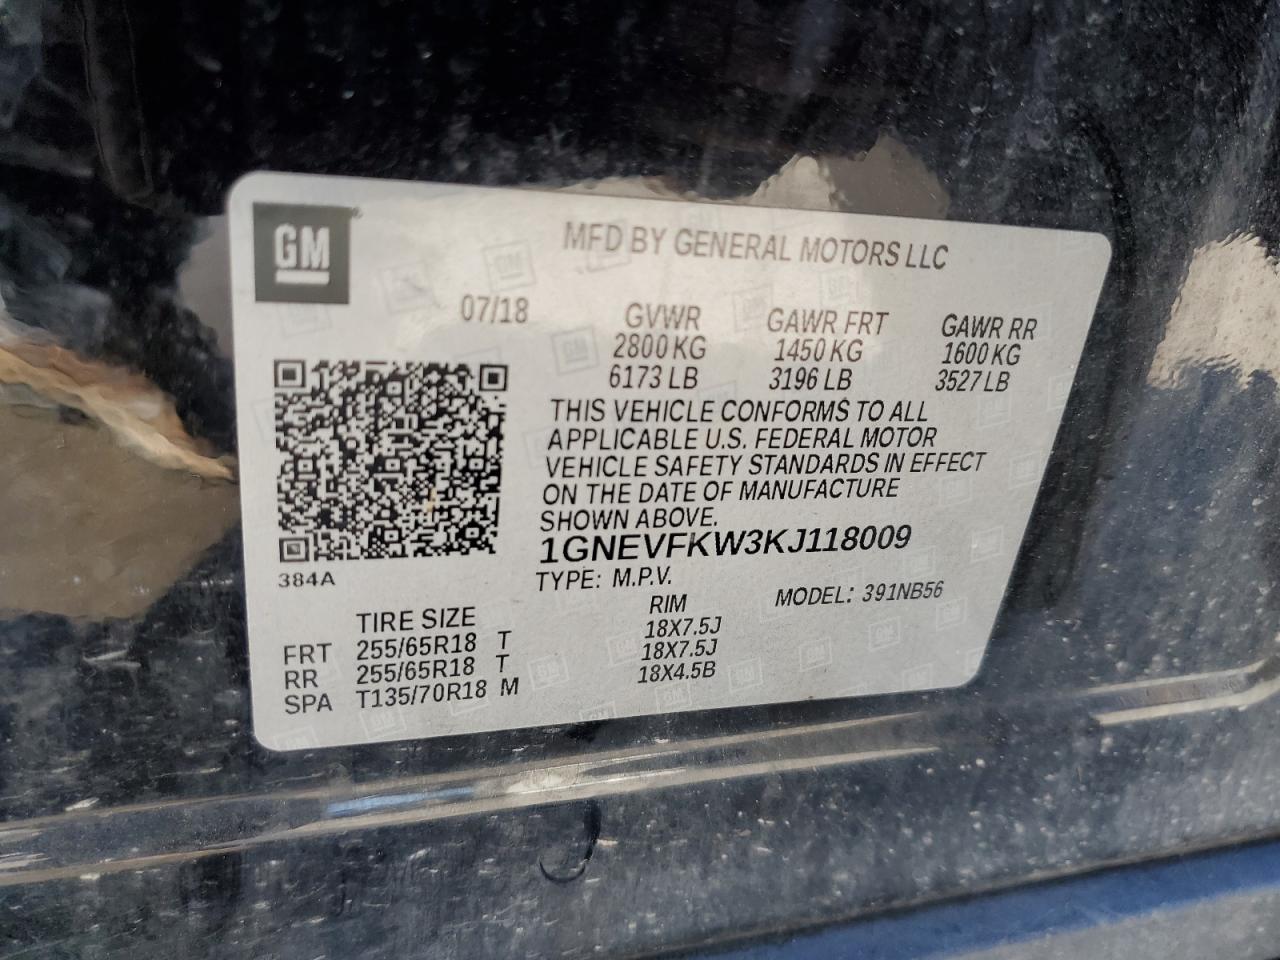 GM
MFD BY GENERAL MOTORS LLC
07/18
GVWR GAWR FRT GAWR RR
2800 KG 1450 KG 1600 KG
6173 LB 3196 LB 3527 LB
THIS VEHICLE CONFORMS TO ALL
APPLICABLE U.S. FEDERAL MOTOR
VEHICLE SAFETY STANDARDS IN EFFECT
ON THE DATE OF MANUFACTURE
SHOWN ABOVE.
1GNEVFKW3KJ118009
384A
TYPE: M.P.V. MODEL: 391NB56
TIRE SIZE RIM
FRT 255/65R18 T 18X7.5J
RR 255/65R18 T 18X7.5J
SPA T135/70R18 M 18X4.5B